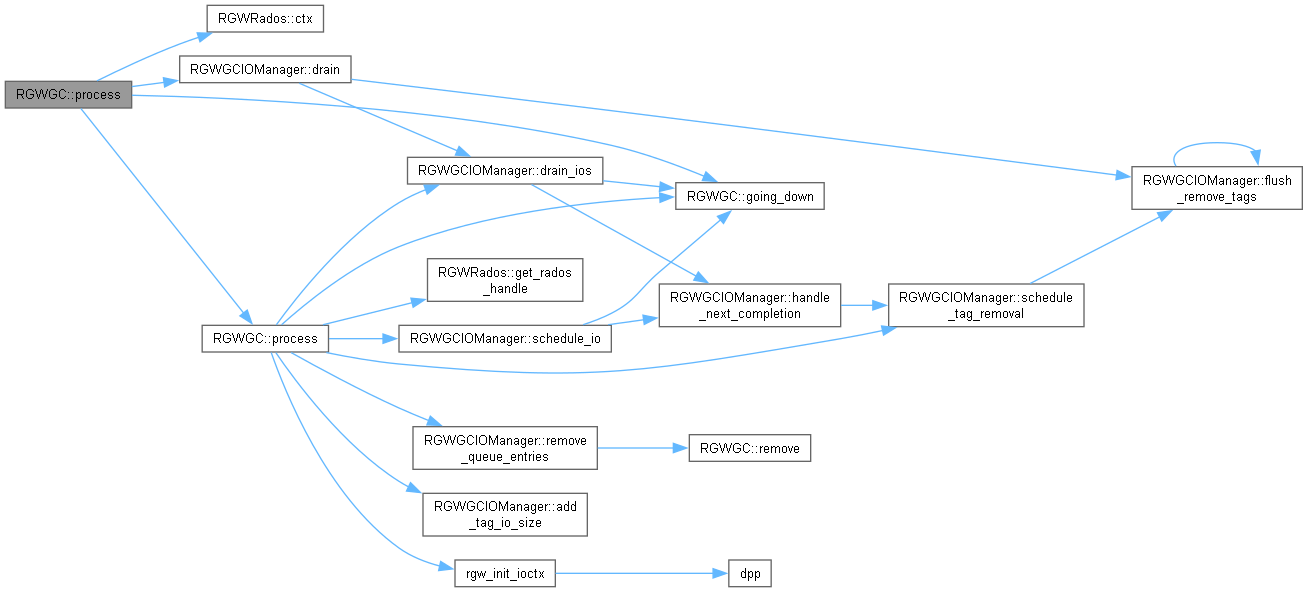 RGWRados::ctx
RGWGCIOManager::drain
RGWGC::process
RGWGCIOManager::drain_ios
RGWGC::going_down
RGWGCIOManager::flush
_remove_tags
RGWRados::get_rados
_handle
RGWGCIOManager::handle
_next_completion
RGWGCIOManager::schedule
_tag_removal
RGWGC::process
RGWGCIOManager::schedule_io
RGWGCIOManager::remove
_queue_entries
RGWGC::remove
RGWGCIOManager::add
_tag_io_size
rgw_init_ioctx
dpp